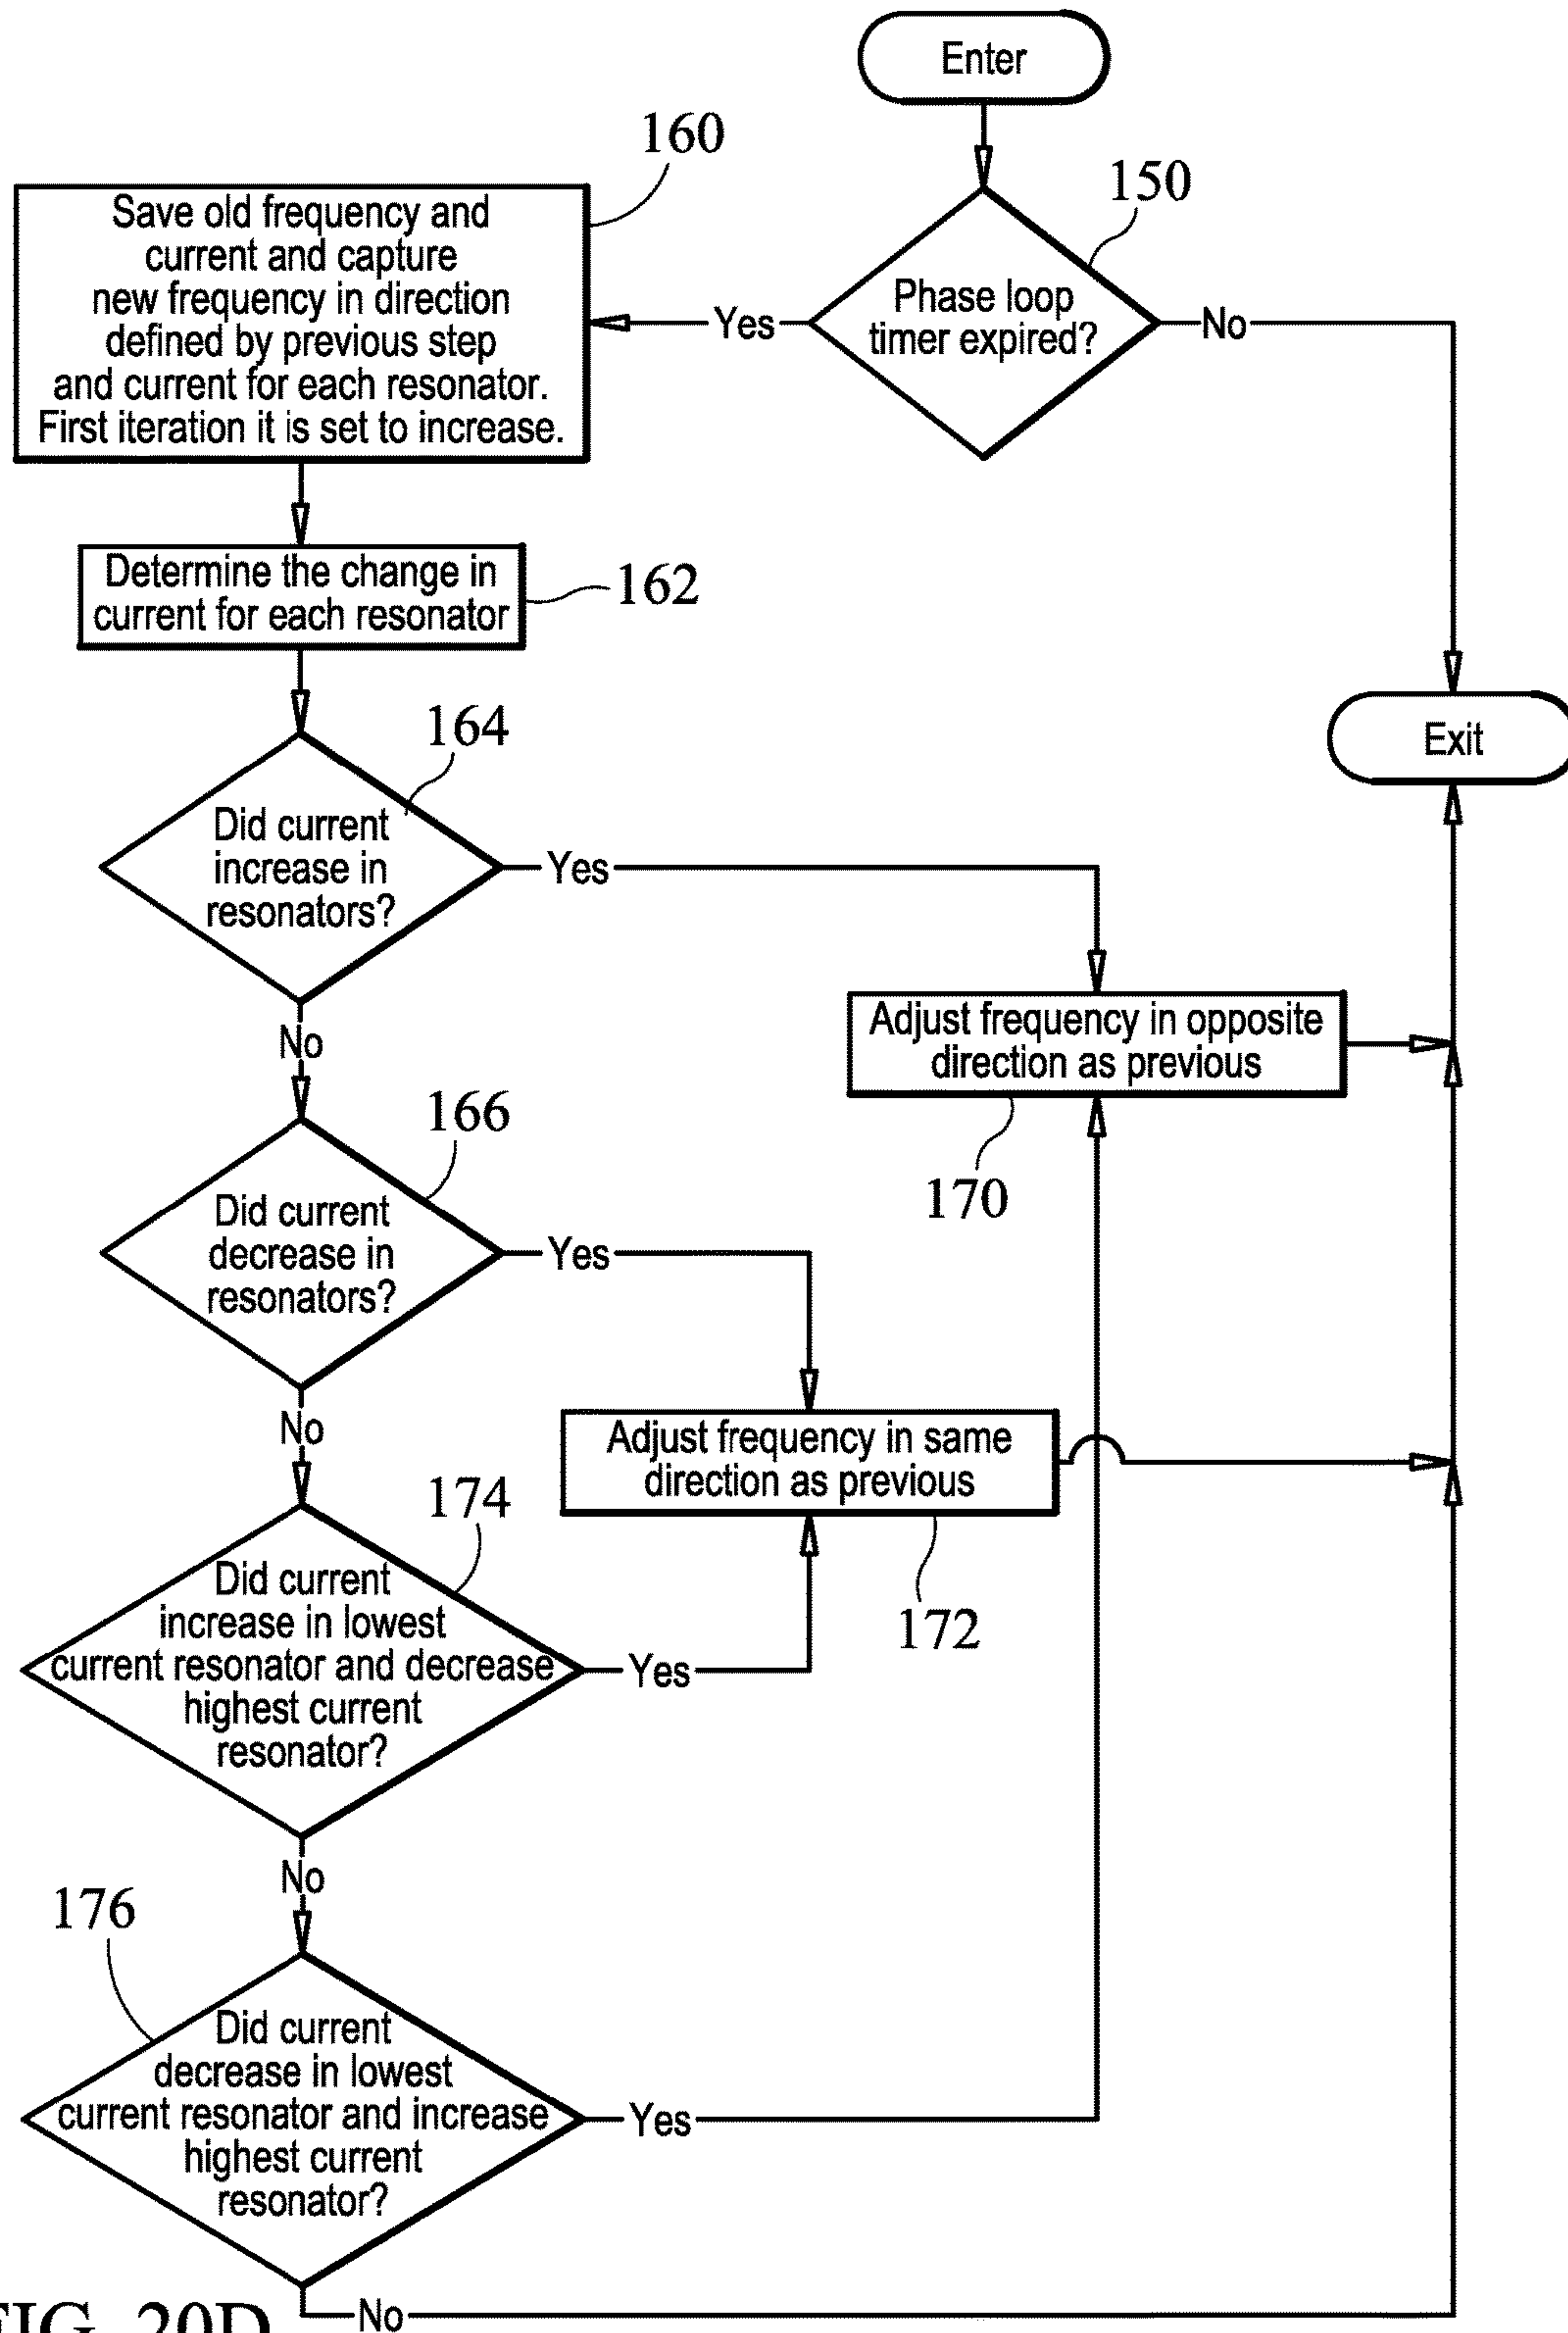 Enter
160
150
Save old frequency and
current and capture
new frequency in direction
defined by previous step
and current for each resonator.
First iteration it is set to increase.
Yes
Phase loop
timer expired?
No
Determine the change in
current for each resonator
162
164
Exit
Did current
increase in
resonators?
Yes
No
Adjust frequency in opposite
direction as previous
170
166
Did current
decrease in
resonators?
Yes
No
Adjust frequency in same
direction as previous
172
174
Did current
increase in lowest
current resonator and decrease
highest current
resonator?
Yes
No
176
Did current
decrease in lowest
current resonator and increase
highest current
resonator?
Yes
No
FIG. 20D